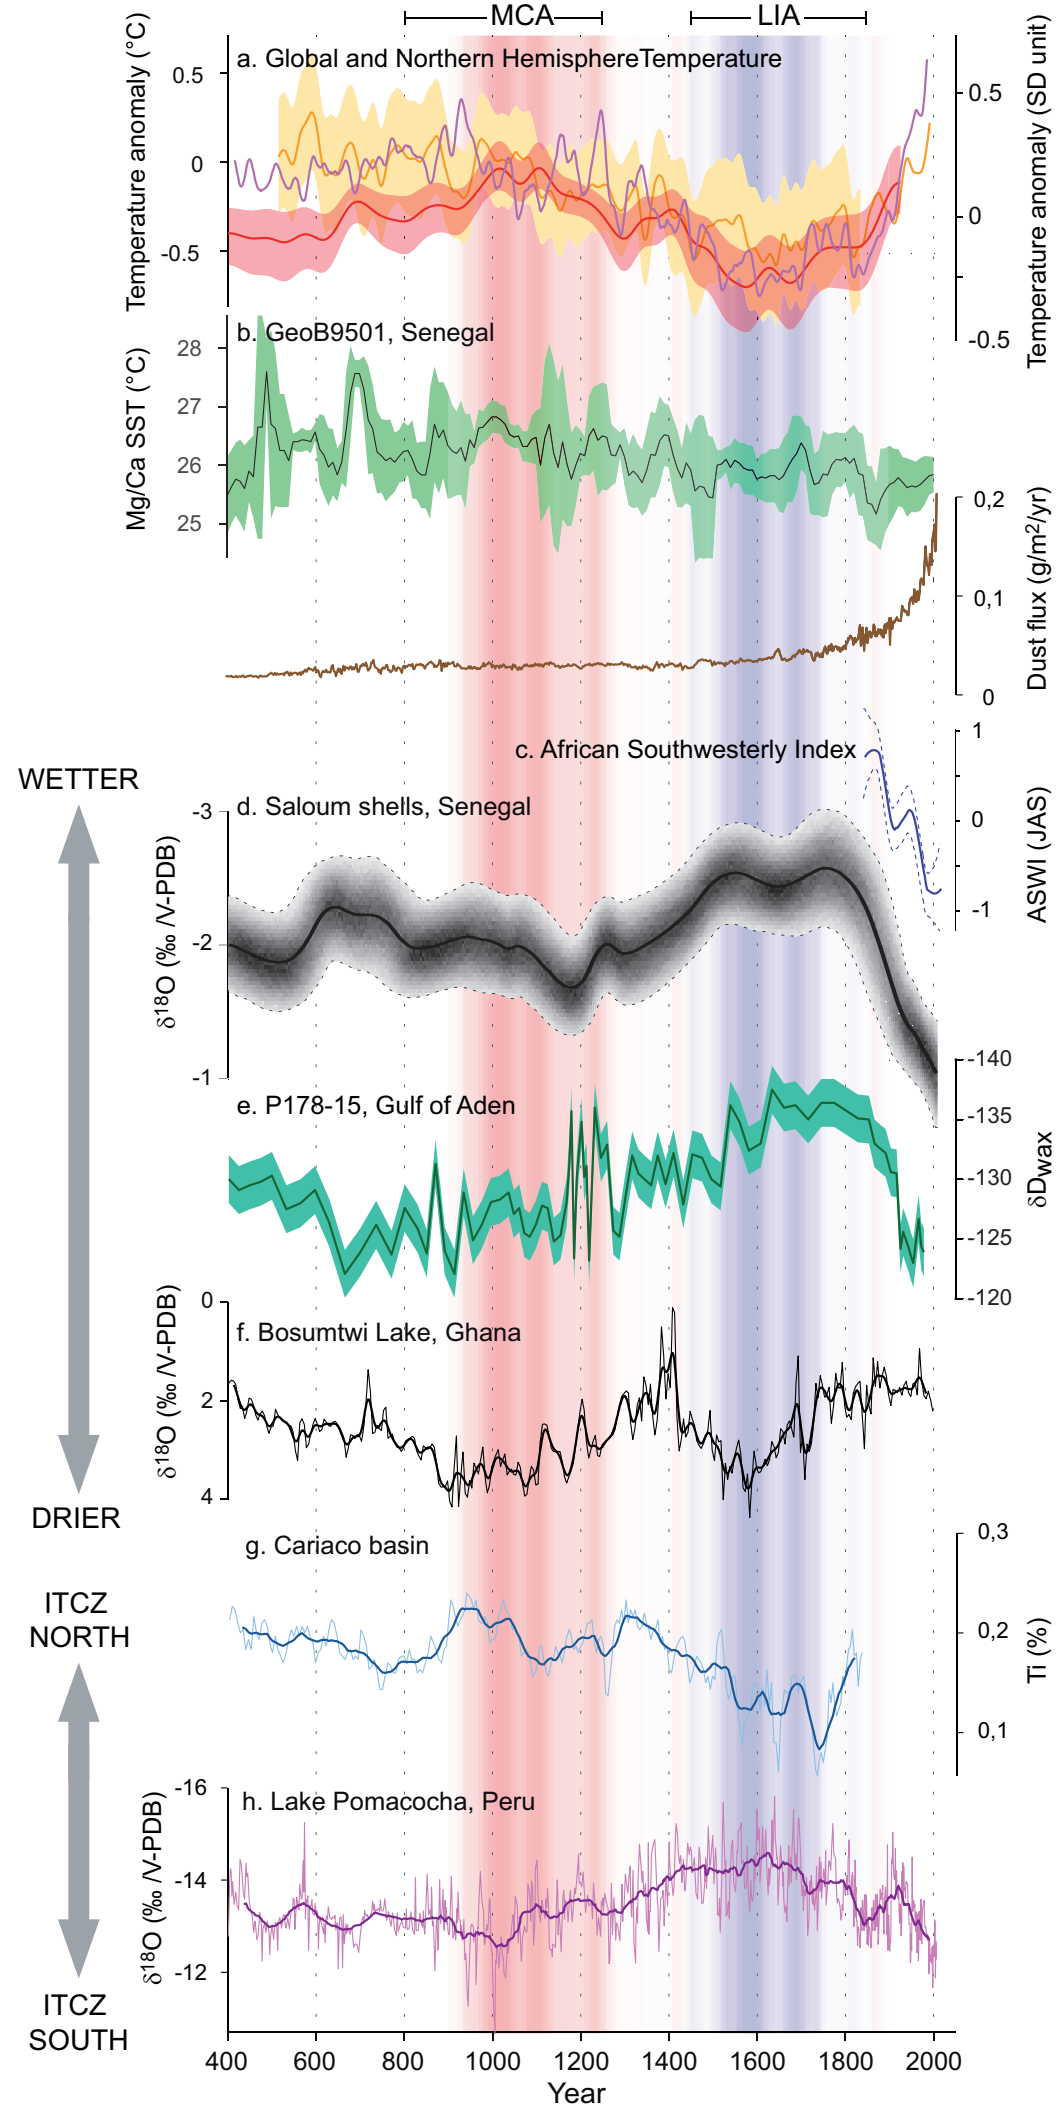 MCA
LIA
a. Global and Northern HemisphereTemperature
Temperature anomaly (°C)
0.5
0
-0.5
Temperature anomaly (SD unit)
0.5
0
-0.5
b. GeoB9501, Senegal
Mg/Ca SST (°C)
28
27
26
25
Dust flux (g/m²/yr)
0,2
0,1
0
c. African Southwesterly Index
ASWI (JAS)
1
0
-1
WETTER
DRIER
d. Saloum shells, Senegal
δ¹⁸O (‰ /V-PDB)
-3
-2
-1
e. P178-15, Gulf of Aden
δDwax
-140
-135
-130
-125
-120
f. Bosumtwi Lake, Ghana
δ¹⁸O (‰ /V-PDB)
0
2
4
g. Cariaco basin
Ti (%)
0,3
0,2
0,1
ITCZ
NORTH
ITCZ
SOUTH
h. Lake Pomacocha, Peru
δ¹⁸O (‰ /V-PDB)
-16
-14
-12
400 600 800 1000 1200 1400 1600 1800 2000
Year